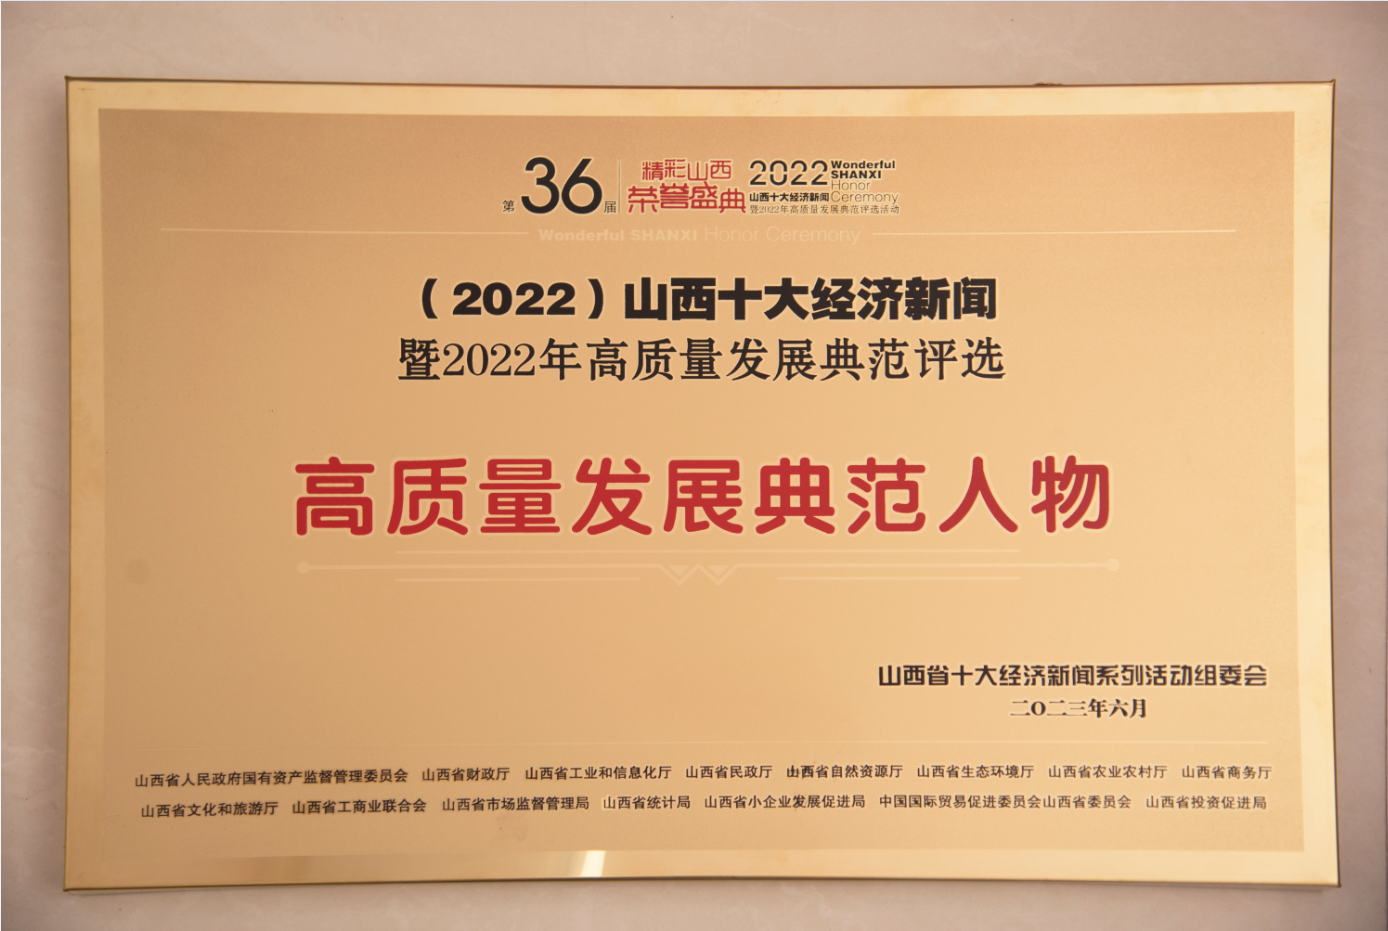 第36届 精彩山西 荣誉盛典 2022 Wonderful SHANXI Honor Ceremony
山西十大经济新闻
暨2022年高质量发展典范评选活动
Wonderful SHANXI Honor Ceremony
（2022）山西十大经济新闻
暨2022年高质量发展典范评选
高质量发展典范人物
山西省十大经济新闻系列活动组委会
二O二三年六月
山西省人民政府国有资产监督管理委员会 山西省财政厅 山西省工业和信息化厅 山西省民政厅 山西省自然资源厅 山西省生态环境厅 山西省农业农村厅 山西省商务厅
山西省文化和旅游厅 山西省工商业联合会 山西省市场监督管理局 山西省统计局 山西省小企业发展促进局 中国国际贸易促进委员会山西省委员会 山西省投资促进局